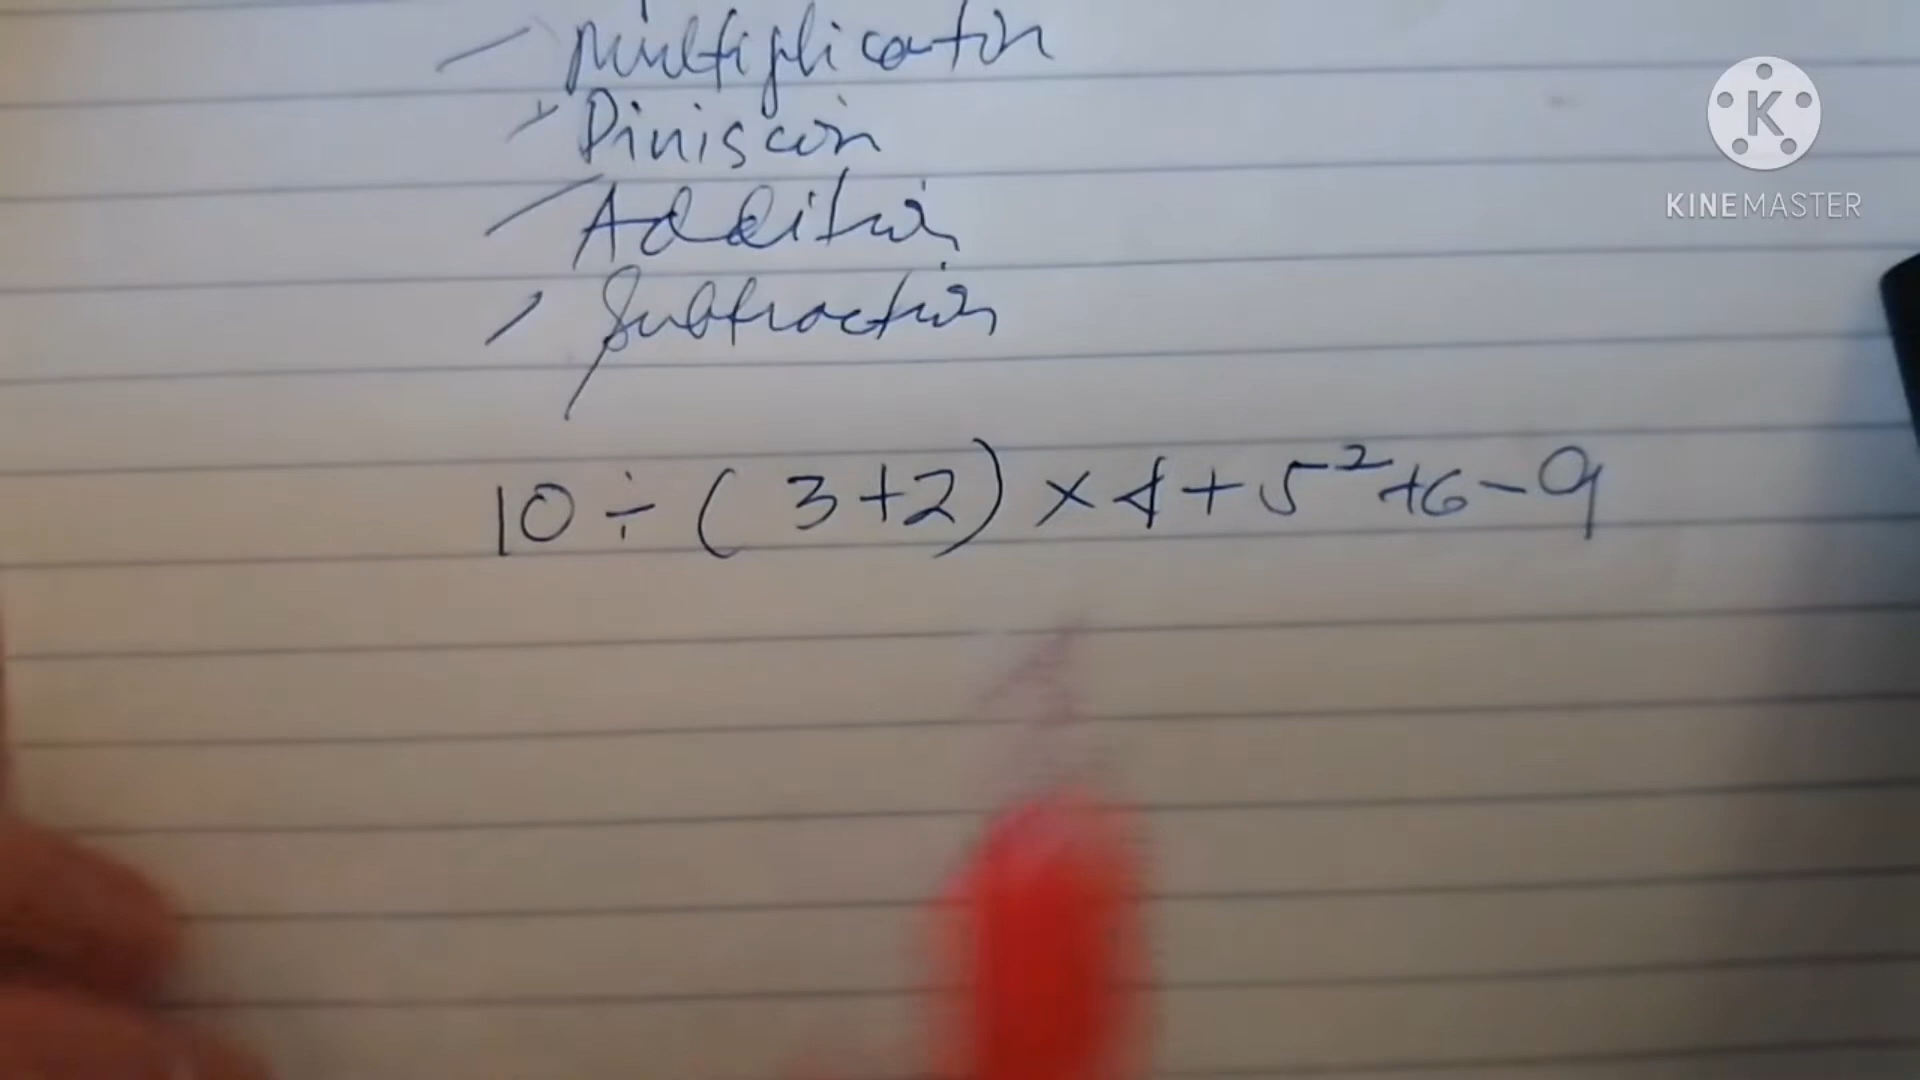 Multiplication
Division
Addition
Subtraction
10 ÷ ( 3+2) × 4 + 5²+6-9
K
KINEMASTER